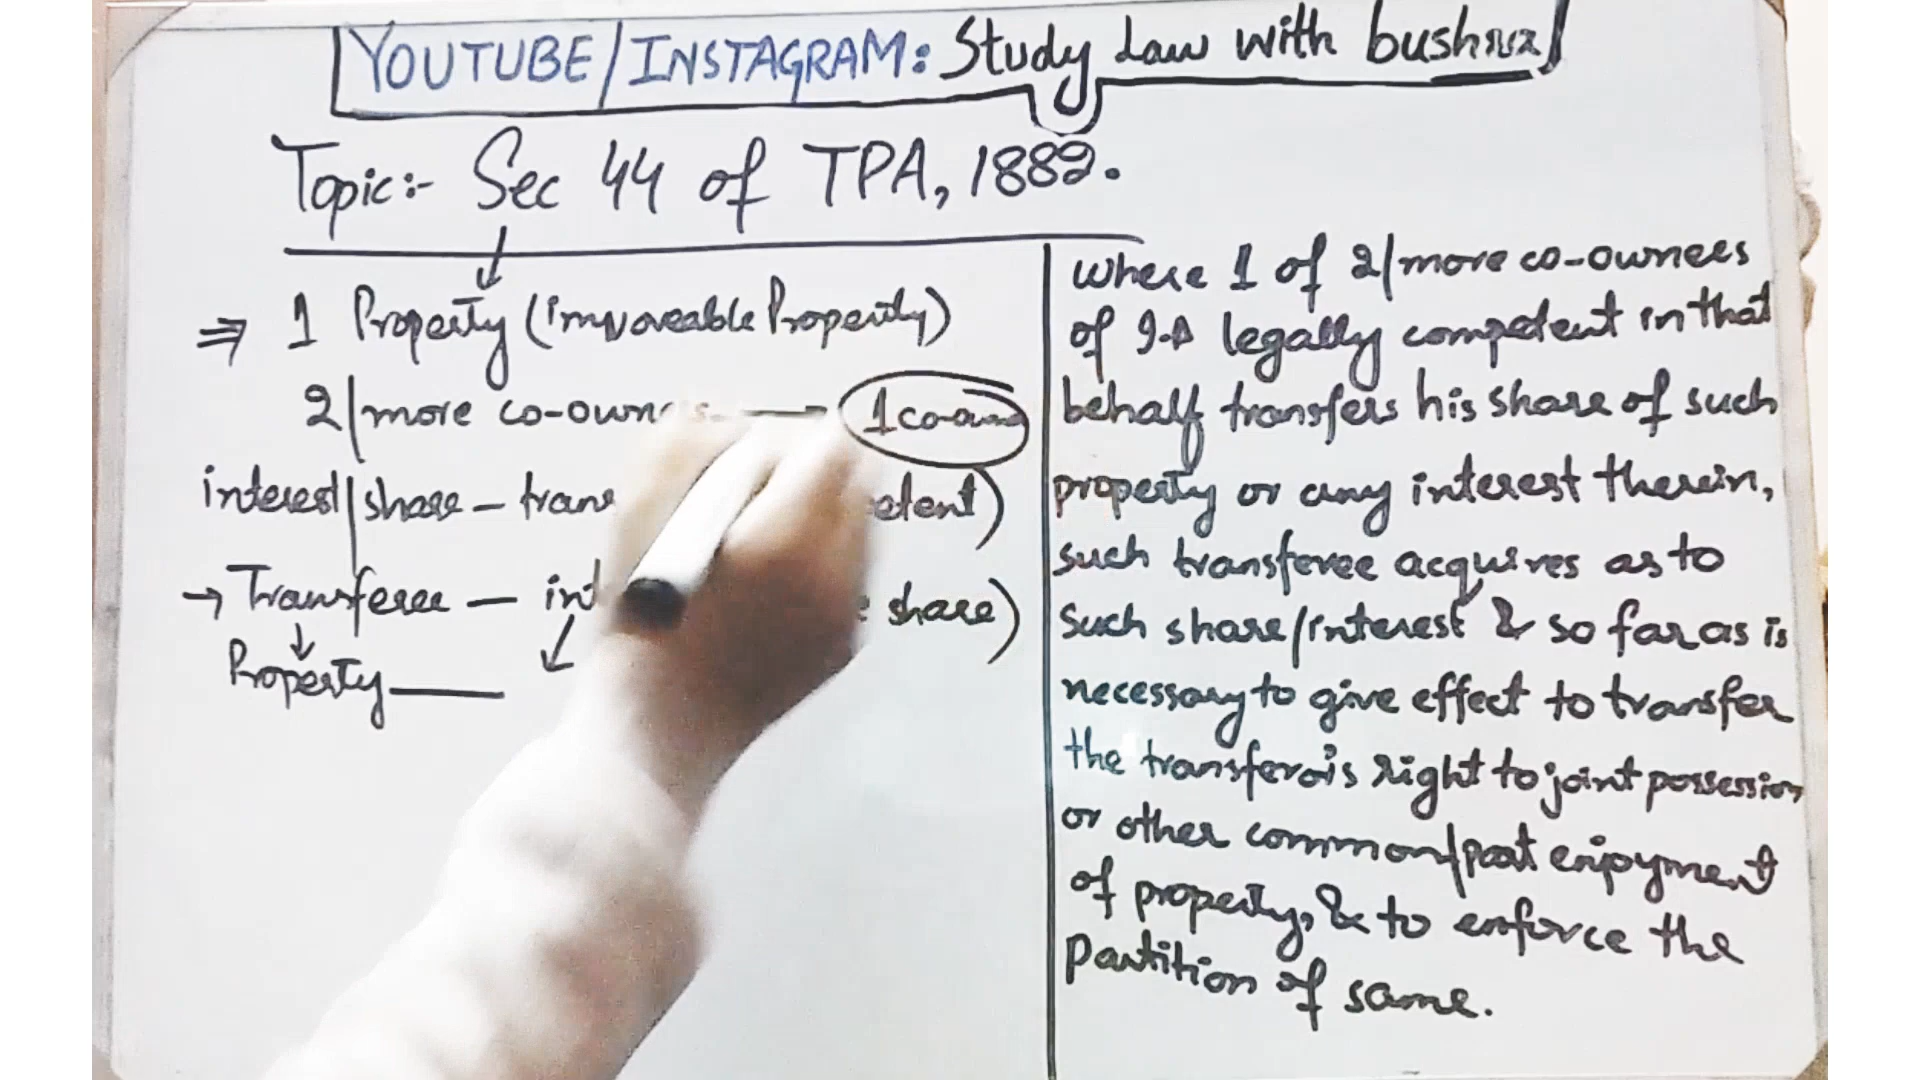 YOUTUBE/INSTAGRAM: Study Law with bushra
Topic:- Sec 44 of TPA, 1882.
⇒ 1 Property (Immoveable Property)
2/more co-owners → 1 co-own
interest/share - trans etent)
→ Transferee — int share)
↓ ↓
Property ——
where 1 of 2/more co-owners
of I.P legally competent in that
behalf transfers his share of such
property or any interest therein,
such transferee acquires as to
such share/interest & so far as is
necessary to give effect to transfer
the transferor's right to joint possession
or other common/part enjoyment
of property, & to enforce the
partition of same.